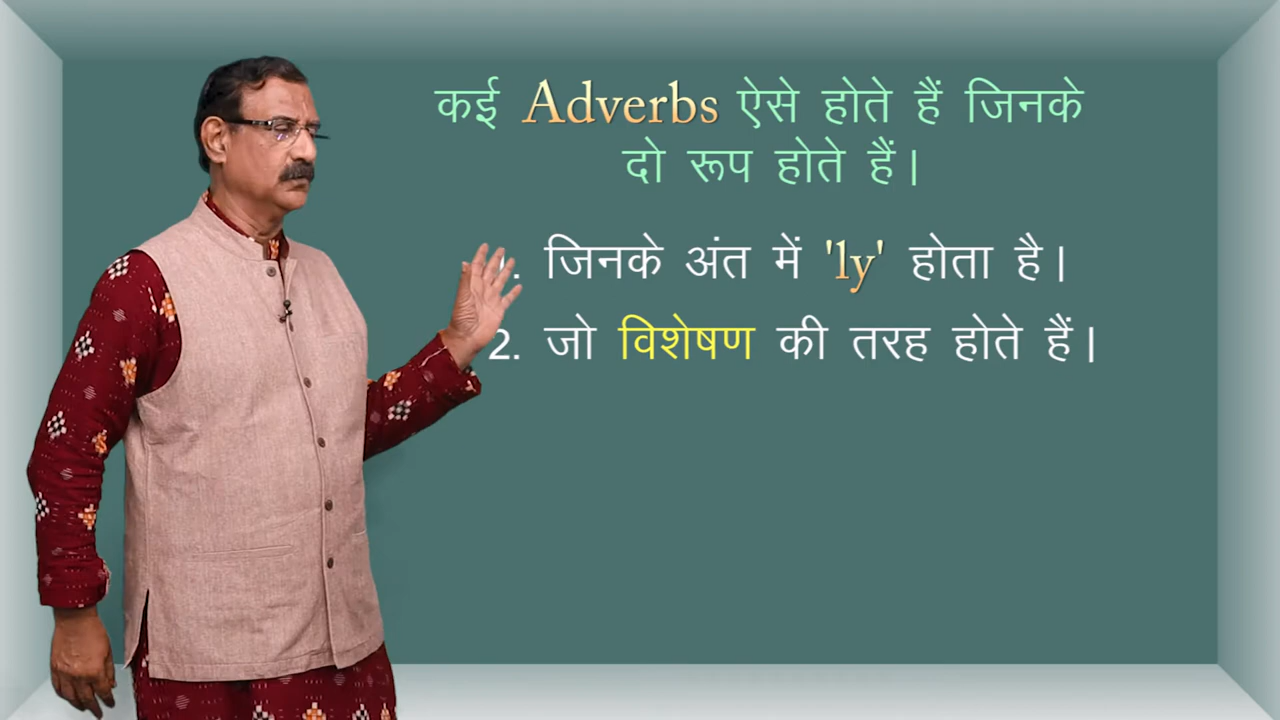 कई Adverbs ऐसे होते हैं जिनके
दो रूप होते हैं।
जिनके अंत में 'ly' होता है।
2. जो विशेषण की तरह होते हैं।